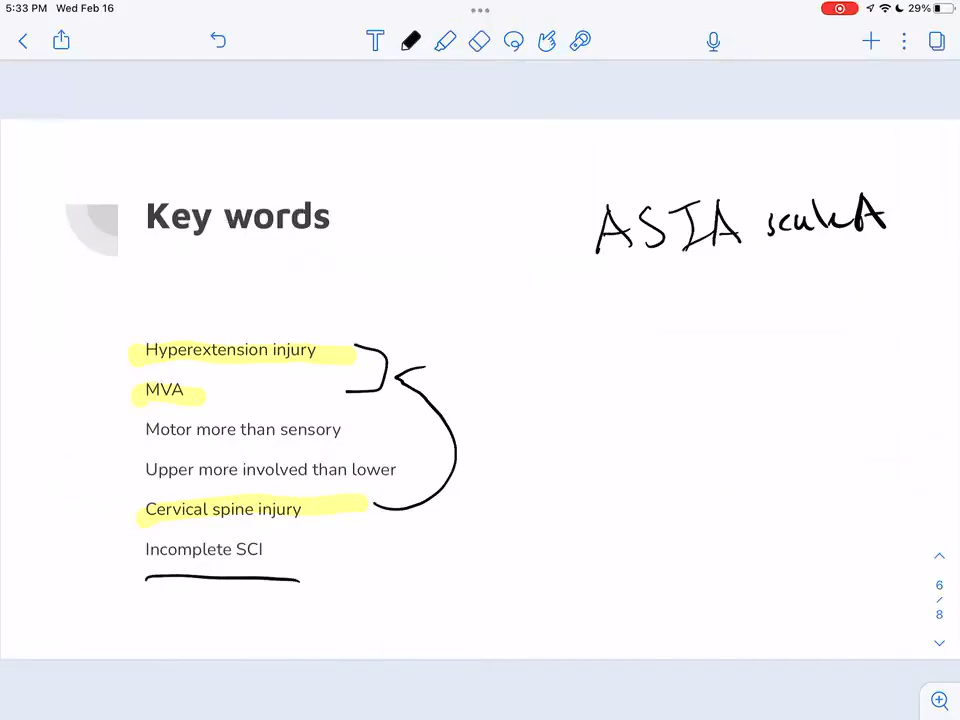 5:33 PM Wed Feb 16
29%
Key words
ASIA scale A
Hyperextension injury
MVA
Motor more than sensory
Upper more involved than lower
Cervical spine injury
Incomplete SCI
6
/
8